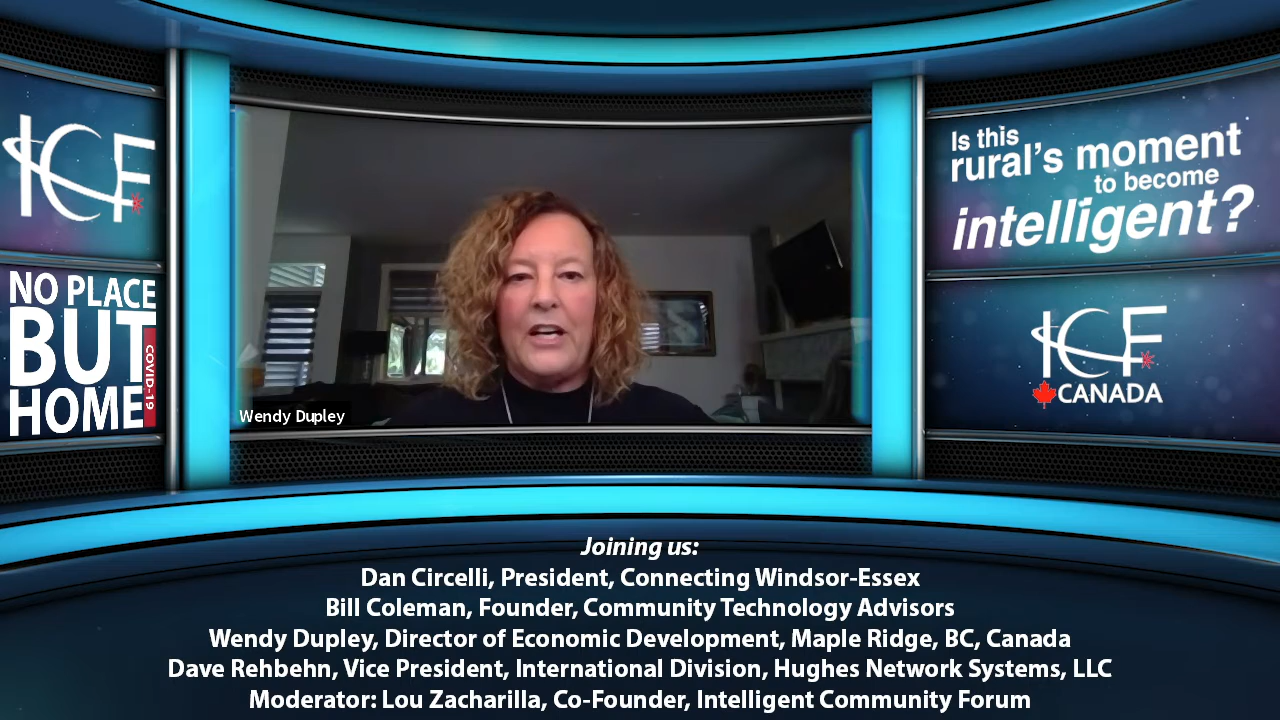 ICF
NO PLACE
BUT
HOME
COVID-19
Wendy Dupley
Is this
rural's moment
to become
intelligent?
ICF
CANADA
Joining us:
Dan Circelli, President, Connecting Windsor-Essex
Bill Coleman, Founder, Community Technology Advisors
Wendy Dupley, Director of Economic Development, Maple Ridge, BC, Canada
Dave Rehbehn, Vice President, International Division, Hughes Network Systems, LLC
Moderator: Lou Zacharilla, Co-Founder, Intelligent Community Forum